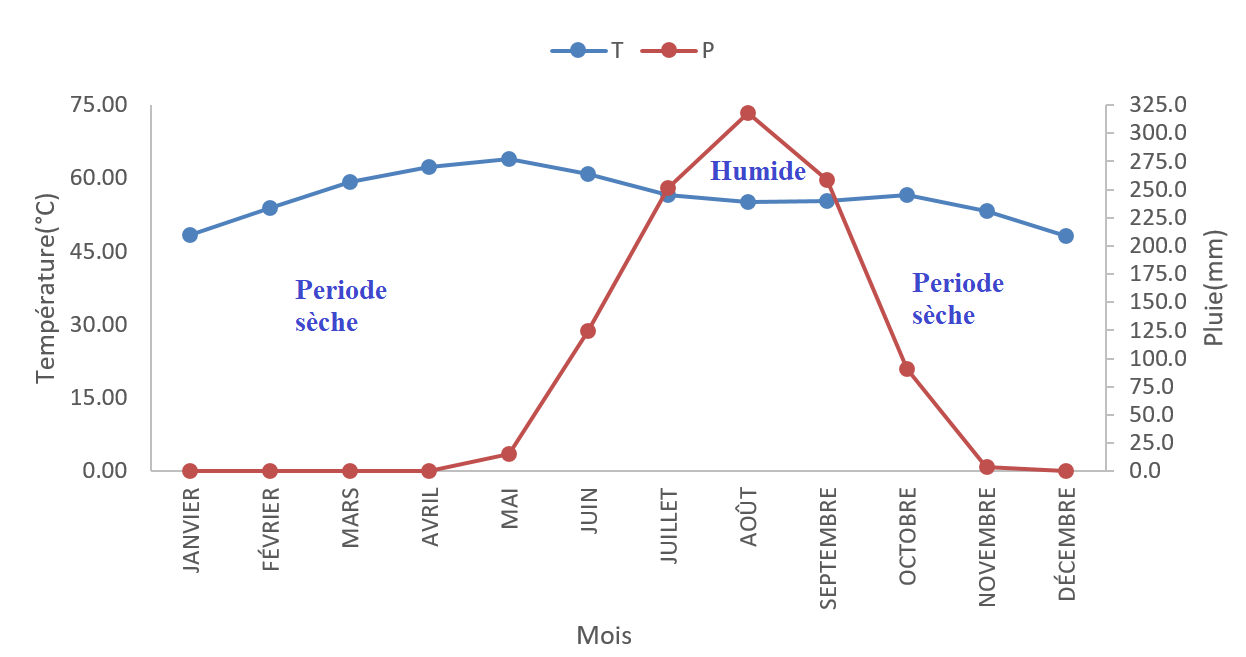 T P
75.00
60.00
45.00
30.00
15.00
0.00
Température(°C)
325.0
300.0
275.0
250.0
225.0
200.0
175.0
150.0
125.0
100.0
75.0
50.0
25.0
0.0
Pluie(mm)
Humide
Periode
sèche
Periode
sèche
JANVIER
FÉVRIER
MARS
AVRIL
MAI
JUIN
JUILLET
AOÛT
SEPTEMBRE
OCTOBRE
NOVEMBRE
DÉCEMBRE
Mois